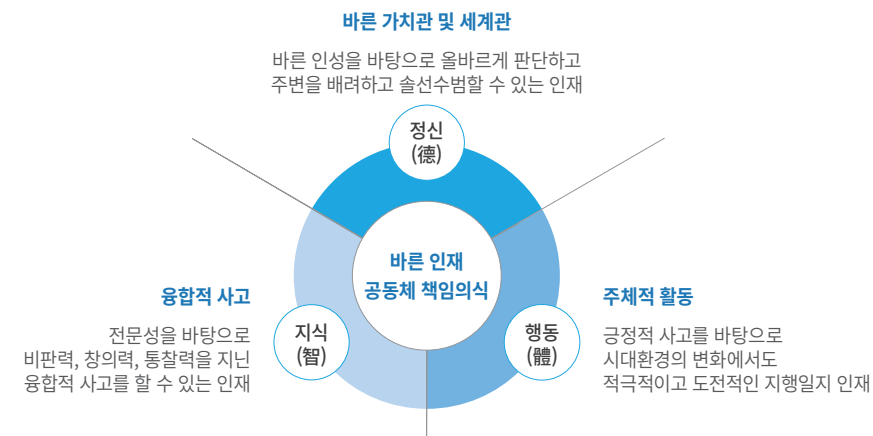 바른 가치관 및 세계관
바른 인성을 바탕으로 올바르게 판단하고
주변을 배려하고 솔선수범할 수 있는 인재
정신
(德)
바른 인재
공동체 책임의식
융합적 사고
전문성을 바탕으로
비판력, 창의력, 통찰력을 지닌
융합적 사고를 할 수 있는 인재
지식
(智)
행동
(體)
주체적 활동
긍정적 사고를 바탕으로
시대환경의 변화에서도
적극적이고 도전적인 지행일지 인재